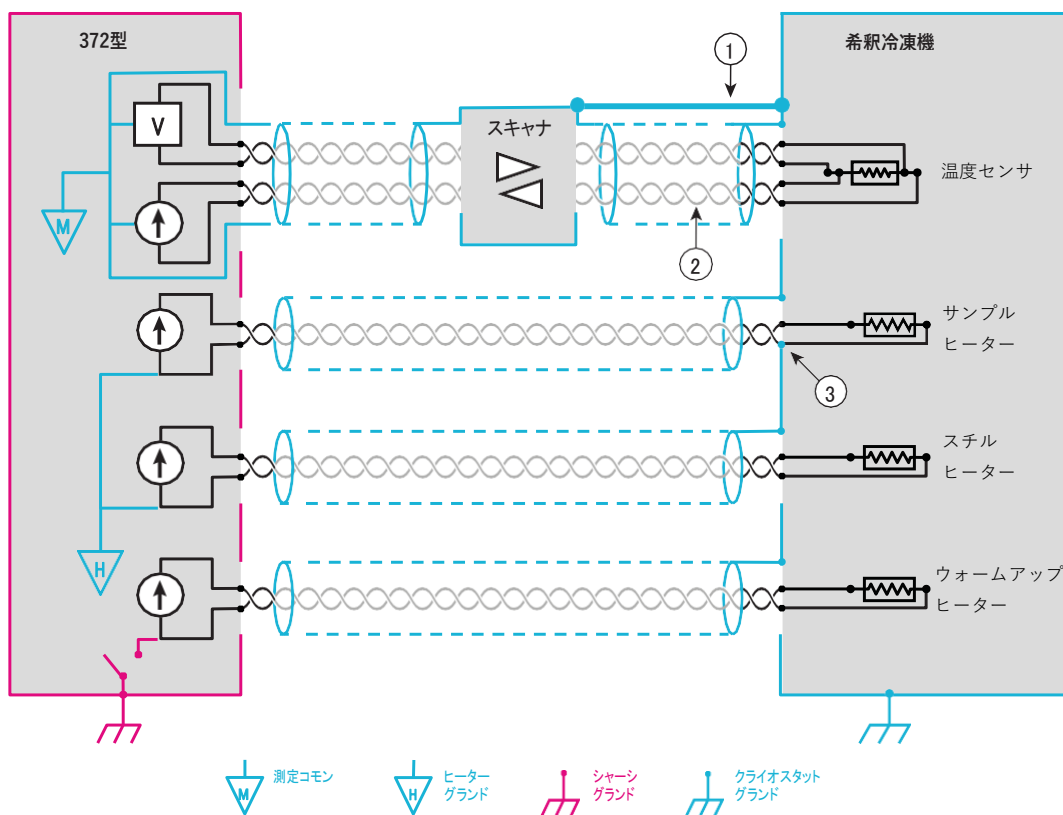 372型
希釈冷凍機
1
スキャナ
V
温度センサ
M
2
サンプル
ヒーター
3
スチル
ヒーター
H
ウォームアップ
ヒーター
M
測定コモン
H
ヒーター
グランド
シャーシ
グランド
クライオスタット
グランド